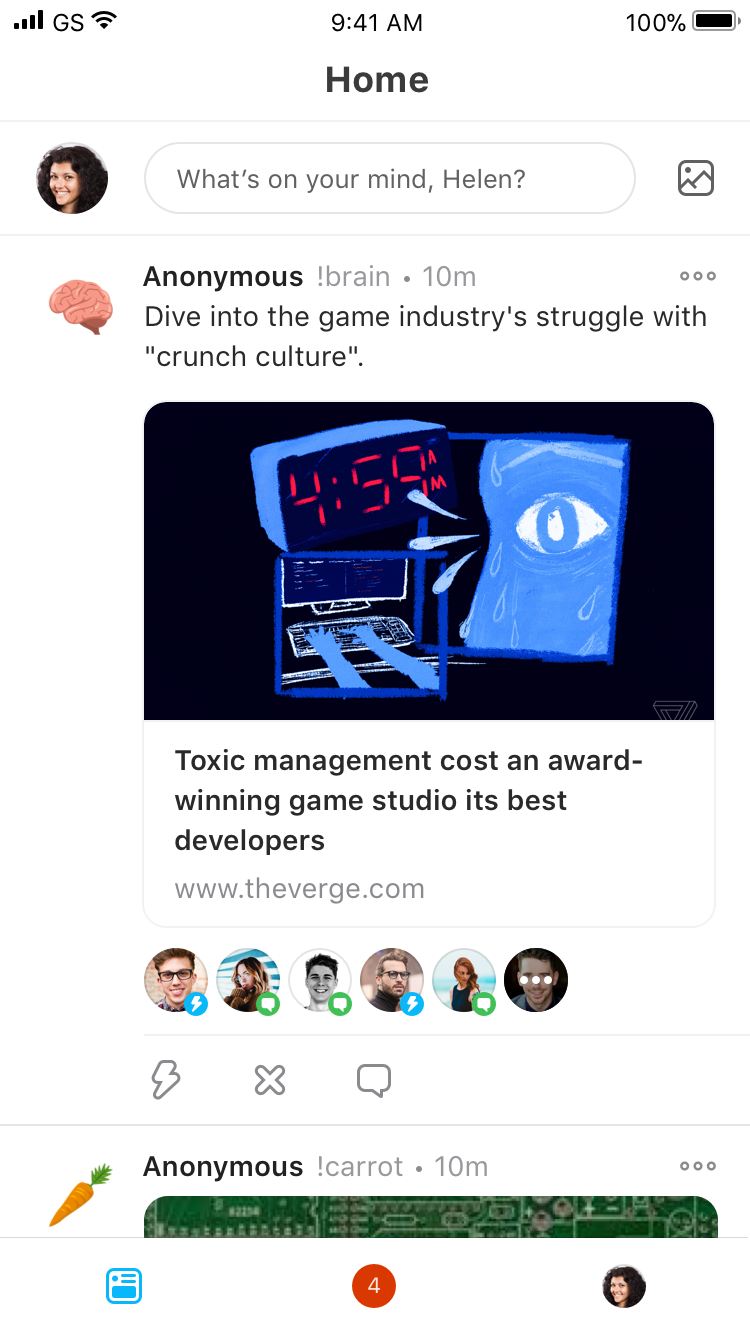 GS 9:41 AM 100%
Home
What’s on your mind, Helen?
Anonymous !brain • 10m
Dive into the game industry's struggle with
"crunch culture".
4:59 AM
Toxic management cost an award-
winning game studio its best
developers
www.theverge.com
Anonymous !carrot • 10m
4